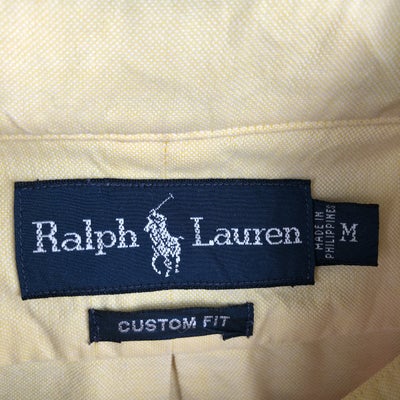 Ralph Lauren
MADE IN
PHILIPPINES
M
CUSTOM FIT